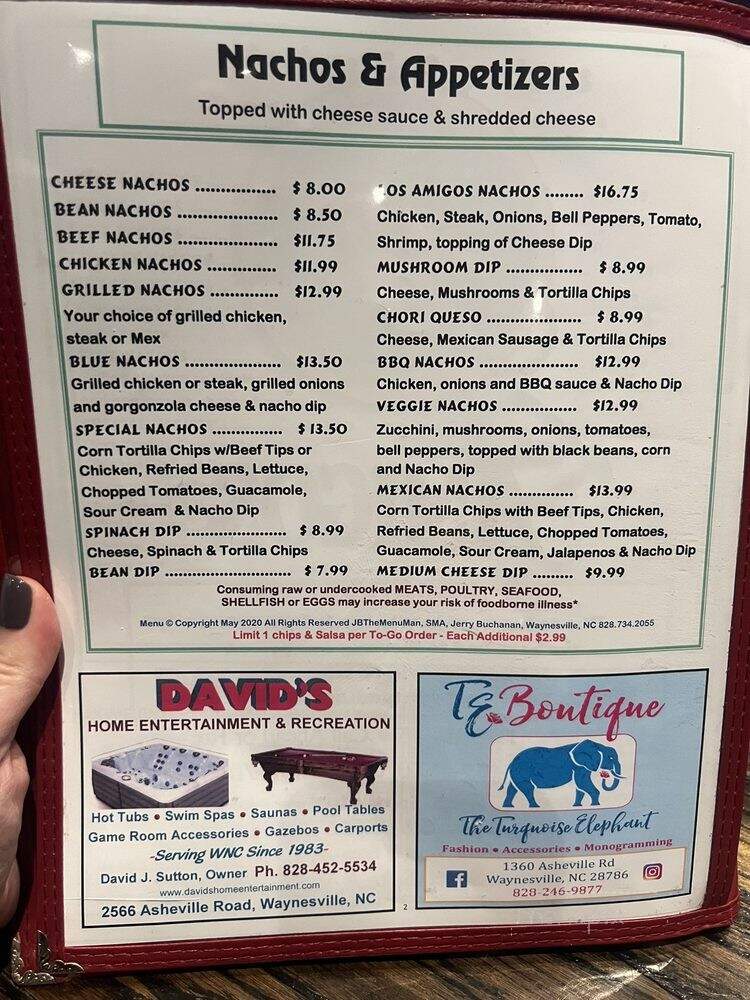 Nachos & Appetizers
Topped with cheese sauce & shredded cheese
CHEESE NACHOS ................ $ 8.00
BEAN NACHOS .................... $ 8.50
BEEF NACHOS .................... $11.75
CHICKEN NACHOS .............. $11.99
GRILLED NACHOS .............. $12.99
Your choice of grilled chicken,
steak or Mex
BLUE NACHOS ................... $13.50
Grilled chicken or steak, grilled onions
and gorgonzola cheese & nacho dip
SPECIAL NACHOS .............. $ 13.50
Corn Tortilla Chips w/Beef Tips or
Chicken, Refried Beans, Lettuce,
Chopped Tomatoes, Guacamole,
Sour Cream & Nacho Dip
SPINACH DIP .................... $ 8.99
Cheese, Spinach & Tortilla Chips
BEAN DIP ......................... $ 7.99
LOS AMIGOS NACHOS ........ $16.75
Chicken, Steak, Onions, Bell Peppers, Tomato,
Shrimp, topping of Cheese Dip
MUSHROOM DIP ................ $ 8.99
Cheese, Mushrooms & Tortilla Chips
CHORI QUESO ................... $ 8.99
Cheese, Mexican Sausage & Tortilla Chips
BBQ NACHOS .................... $12.99
Chicken, onions and BBQ sauce & Nacho Dip
VEGGIE NACHOS ............... $12.99
Zucchini, mushrooms, onions, tomatoes,
bell peppers, topped with black beans, corn
and Nacho Dip
MEXICAN NACHOS ............. $13.99
Corn Tortilla Chips with Beef Tips, Chicken,
Refried Beans, Lettuce, Chopped Tomatoes,
Guacamole, Sour Cream, Jalapenos & Nacho Dip
MEDIUM CHEESE DIP ........ $9.99
Consuming raw or undercooked MEATS, POULTRY, SEAFOOD,
SHELLFISH or EGGS may increase your risk of foodborne illness*
Menu © Copyright May 2020 All Rights Reserved JBTheMenuMan, SMA, Jerry Buchanan, Waynesville, NC 828.734.2055
Limit 1 chips & Salsa per To-Go Order - Each Additional $2.99
DAVID'S
HOME ENTERTAINMENT & RECREATION
Hot Tubs • Swim Spas • Saunas • Pool Tables
Game Room Accessories • Gazebos • Carports
-Serving WNC Since 1983-
David J. Sutton, Owner Ph. 828-452-5534
www.davidshomeentertainment.com
2566 Asheville Road, Waynesville, NC
2
TE Boutique
The Turquoise Elephant
Fashion • Accessories • Monogramming
1360 Asheville Rd
Waynesville, NC 28786
828-246-9877